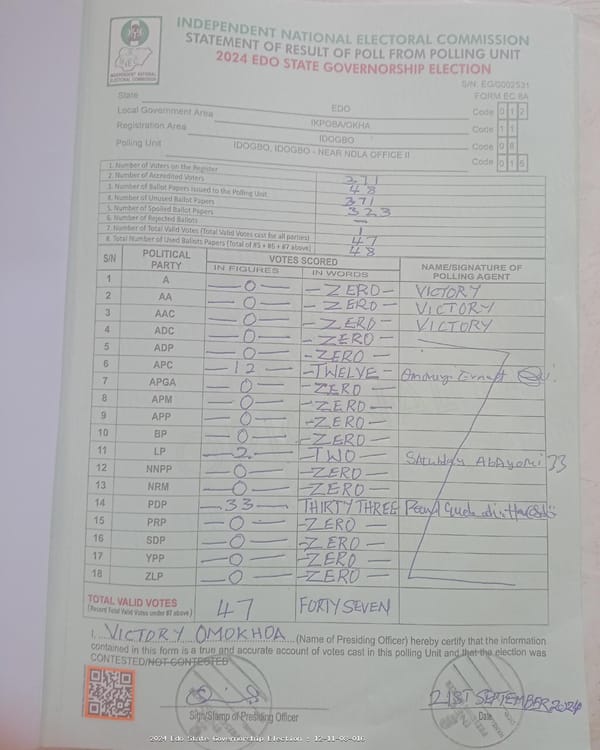 INDEPENDENT NATIONAL ELECTORAL COMMISSION
STATEMENT OF RESULT OF POLL FROM POLLING UNIT
2024 EDO STATE GOVERNORSHIP ELECTION
INEC
INDEPENDENT NATIONAL ELECTORAL COMMISSION
S/N: EG/0002531
FORM EC 8A
State EDO Code 0 1 2
Local Government Area IKPOBA/OKHA Code 1 1
Registration Area IDOGBO Code 0 8
Polling Unit IDOGBO, IDOGBO - NEAR NDLA OFFICE II Code 0 1 6
1. Number of Voters on the Register 371
2. Number of Accredited Voters 48
3. Number of Ballot Papers Issued to the Polling Unit 371
4. Number of Unused Ballot Papers 323
5. Number of Spoiled Ballot Papers —
6. Number of Rejected Ballots 1
7. Number of Total Valid Votes (Total Valid Votes cast for all parties) 47
8. Total Number of Used Ballots Papers (Total of #5 + #6 + #7 above) 48
S/N POLITICAL PARTY VOTES SCORED NAME/SIGNATURE OF POLLING AGENT
IN FIGURES IN WORDS
1 A — 0 — – ZERO – VICTORY
2 AA — 0 — – ZERO – VICTORY
3 AAC — 0 — – ZERO – VICTORY
4 ADC — 0 — – ZERO –
5 ADP — 0 — – ZERO –
6 APC — 12 — – TWELVE –
7 APGA — 0 — – ZERO –
8 APM — 0 — – ZERO –
9 APP — 0 — – ZERO –
10 BP — 0 — – ZERO –
11 LP — 2 — – TWO – Saturday ABAYOMI
12 NNPP — 0 — – ZERO –
13 NRM — 0 — – ZERO –
14 PDP — 33 — THIRTY THREE
15 PRP — 0 — – ZERO –
16 SDP — 0 — – ZERO –
17 YPP — 0 — – ZERO –
18 ZLP — 0 — – ZERO –
TOTAL VALID VOTES 47 FORTY SEVEN
(Record Total Valid Votes under #7 above)
I, VICTORY OMOKHOA (Name of Presiding Officer) hereby certify that the information
contained in this form is a true and accurate account of votes cast in this polling Unit and that the election was
CONTESTED/NOT CONTESTED
21ST SEPTEMBER 2024
Sign/Stamp of Presiding Officer Date
2024 Edo State Governorship Election : 12-11-08-016